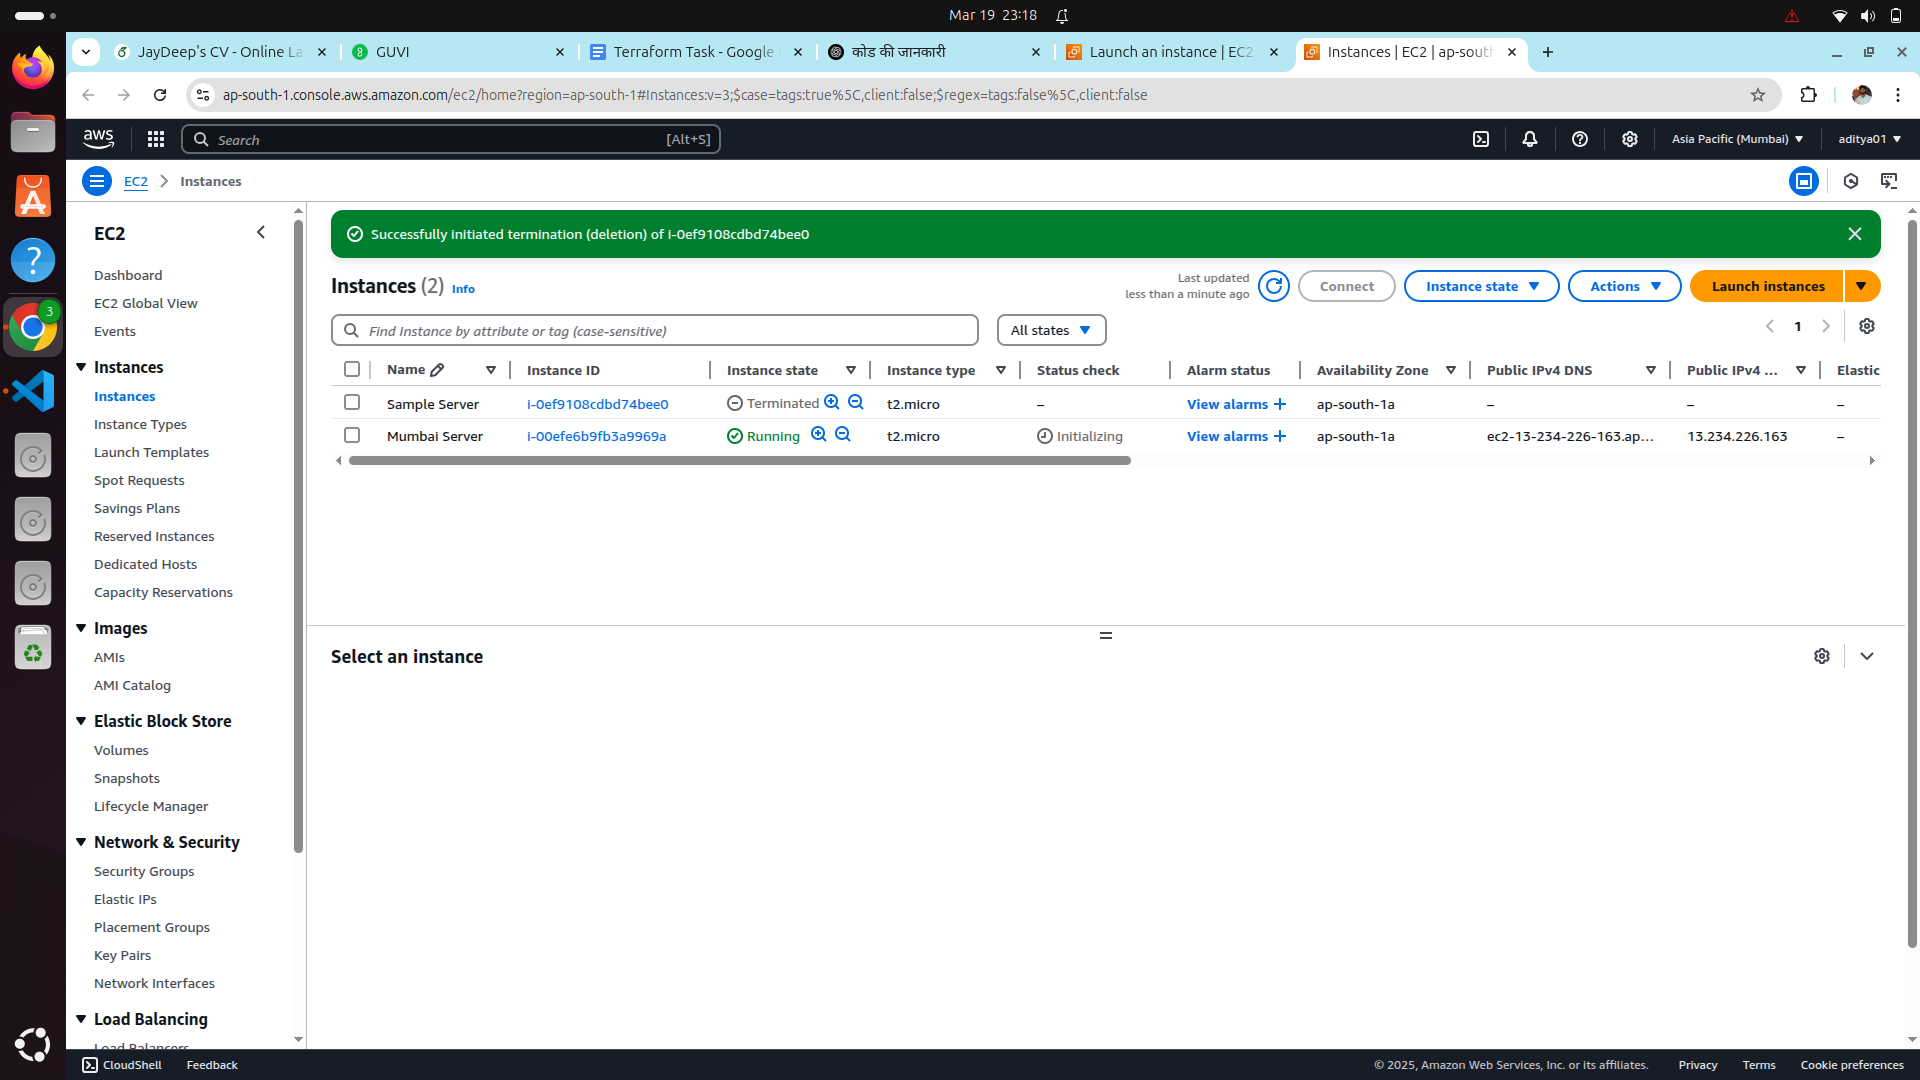 Mar 19 23:18
JayDeep's CV - Online La
GUVI
Terraform Task - Google
कोड की जानकारी
Launch an instance | EC2
Instances | EC2 | ap-sout
ap-south-1.console.aws.amazon.com/ec2/home?region=ap-south-1#Instances:v=3;$case=tags:true%5C,client:false;$regex=tags:false%5C,client:false
aws
Search
[Alt+S]
Asia Pacific (Mumbai)
aditya01
EC2
Instances
3
EC2
Dashboard
EC2 Global View
Events
Instances
Instances
Instance Types
Launch Templates
Spot Requests
Savings Plans
Reserved Instances
Dedicated Hosts
Capacity Reservations
Images
AMIs
AMI Catalog
Elastic Block Store
Volumes
Snapshots
Lifecycle Manager
Network & Security
Security Groups
Elastic IPs
Placement Groups
Key Pairs
Network Interfaces
Load Balancing
Load Balancers
Successfully initiated termination (deletion) of i-0ef9108cdbd74bee0
Instances (2) Info
Last updated
less than a minute ago
Connect
Instance state
Actions
Launch instances
Find Instance by attribute or tag (case-sensitive)
All states
1
Name Instance ID Instance state Instance type Status check Alarm status Availability Zone Public IPv4 DNS Public IPv4 ... Elastic
Sample Server i-0ef9108cdbd74bee0 Terminated t2.micro – View alarms + ap-south-1a – – –
Mumbai Server i-00efe6b9fb3a9969a Running t2.micro Initializing View alarms + ap-south-1a ec2-13-234-226-163.ap... 13.234.226.163 –
Select an instance
CloudShell
Feedback
© 2025, Amazon Web Services, Inc. or its affiliates.
Privacy
Terms
Cookie preferences